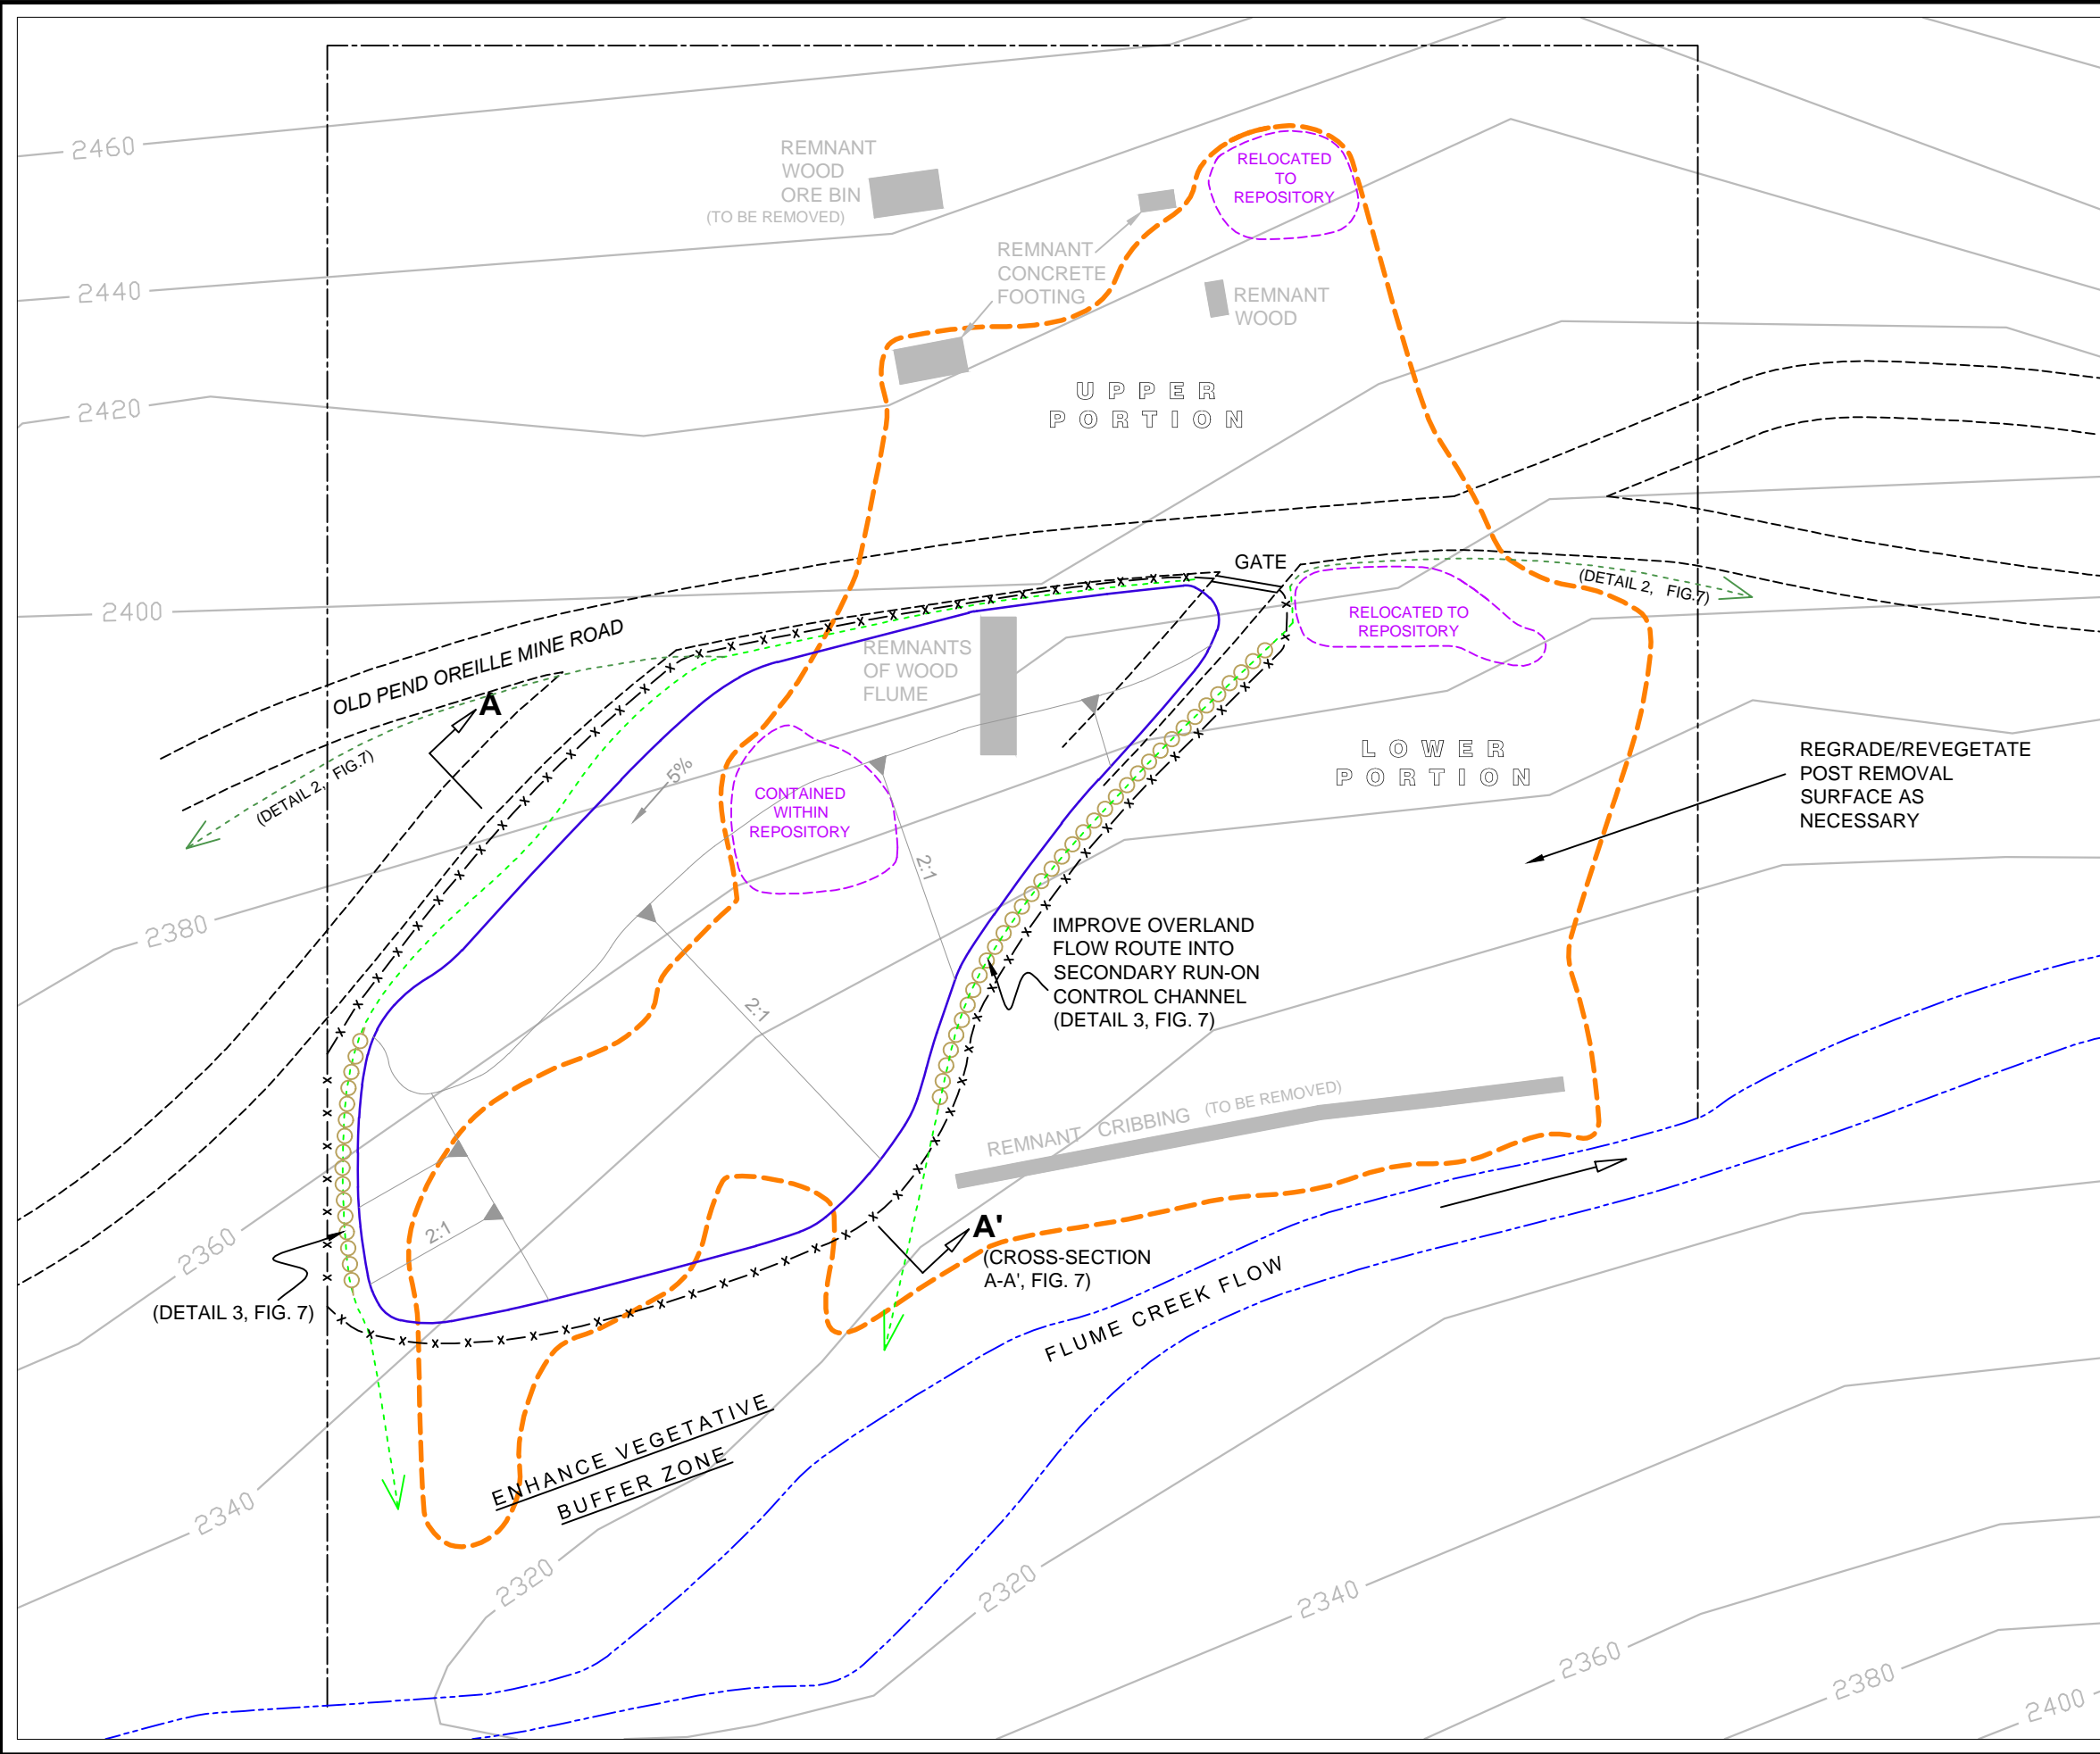 2460
REMNANT
WOOD
ORE BIN
(TO BE REMOVED)
RELOCATED
TO
REPOSITORY
REMNANT
CONCRETE
FOOTING
2440
REMNANT
WOOD
2420
UPPER
PORTION
GATE
(DETAIL 2, FIG.7)
2400
OLD PEND OREILLE MINE ROAD
RELOCATED TO
REPOSITORY
REMNANTS
OF WOOD
FLUME
A
(DETAIL 2, FIG.7)
5%
LOWER
PORTION
REGRADE/REVEGETATE
POST REMOVAL
SURFACE AS
NECESSARY
CONTAINED
WITHIN
REPOSITORY
2:1
2380
IMPROVE OVERLAND
FLOW ROUTE INTO
SECONDARY RUN-ON
CONTROL CHANNEL
(DETAIL 3, FIG. 7)
2:1
REMNANT CRIBBING (TO BE REMOVED)
2360
2:1
A'
(CROSS-SECTION
A-A', FIG. 7)
(DETAIL 3, FIG. 7)
FLUME CREEK FLOW
ENHANCE VEGETATIVE
BUFFER ZONE
2340
2320
2320
2340
2360
2380
2400